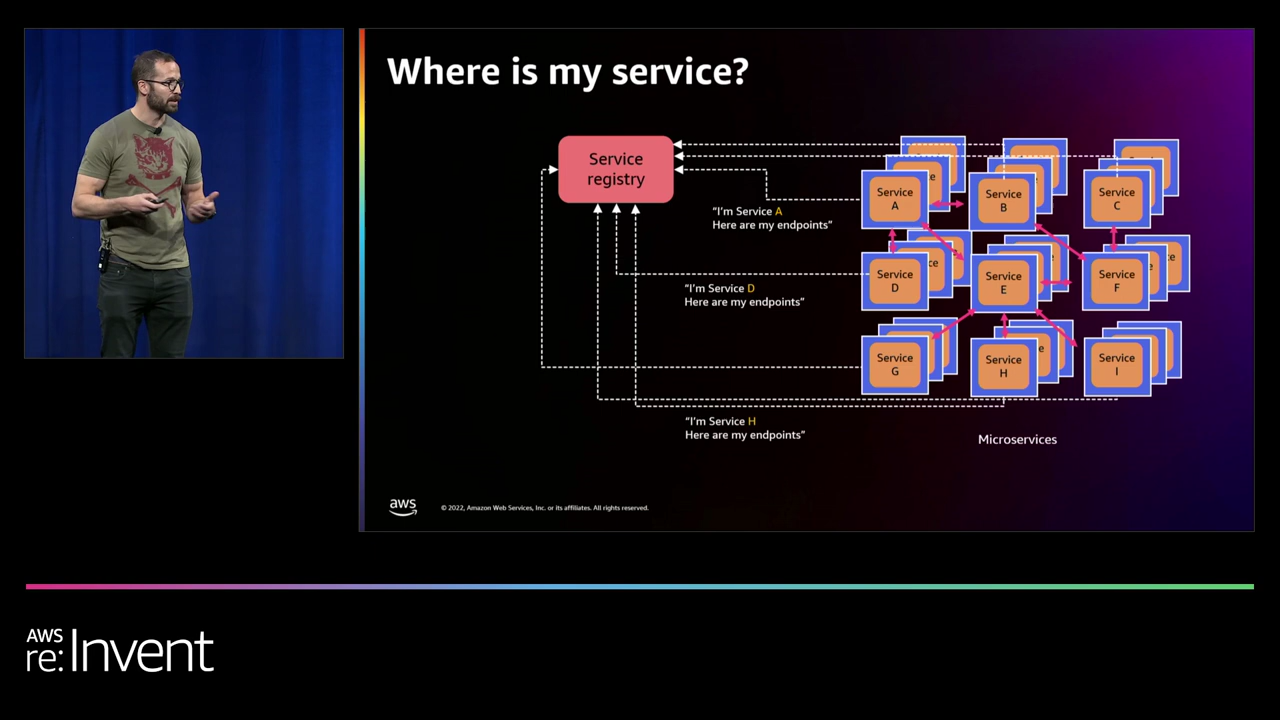 Where is my service?
Service
registry
"I'm Service A
Here are my endpoints"
"I'm Service D
Here are my endpoints"
"I'm Service H
Here are my endpoints"
Service
A
Service
B
Service
C
Service
D
Service
E
Service
F
Service
G
Service
H
Service
I
Microservices
aws
© 2022, Amazon Web Services, Inc. or its affiliates. All rights reserved.
AWS
re:Invent